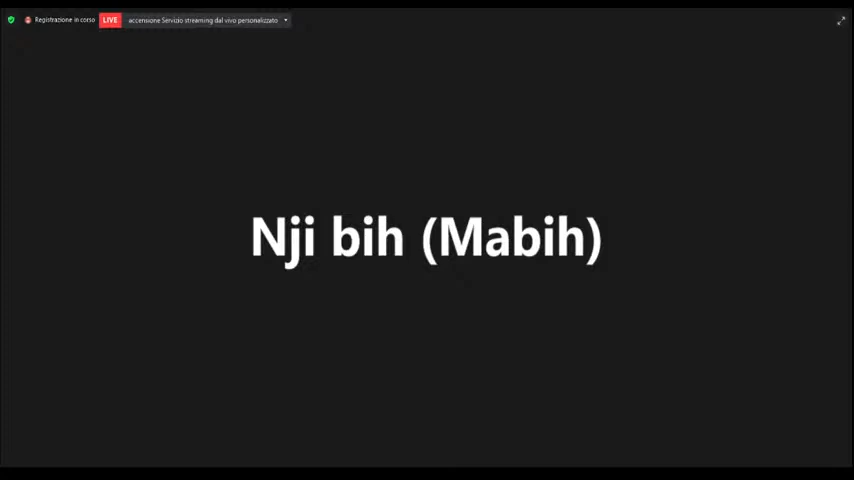 Registrazione in corso LIVE accensione Servizio streaming dal vivo personalizzato
Nji bih (Mabih)